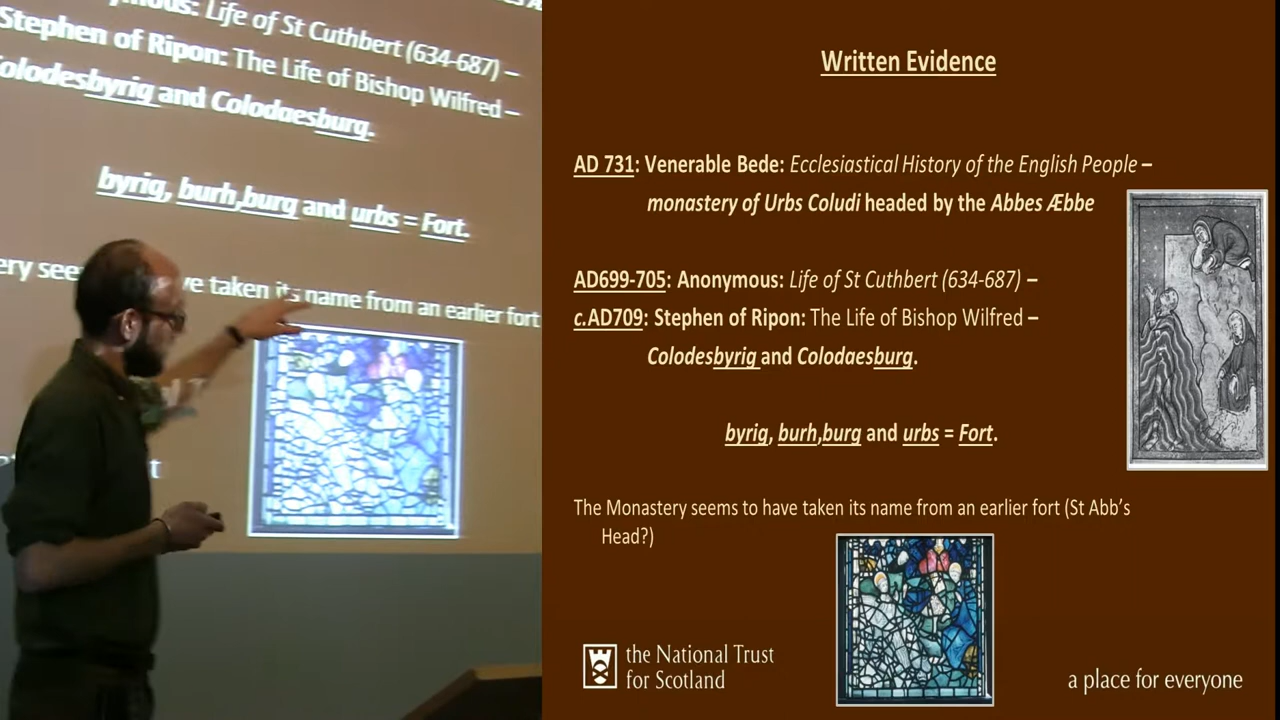 ymous: Life of St Cuthbert (634-687) –
Stephen of Ripon: The Life of Bishop Wilfred –
Colodesbyrig and Colodaesburg.
byrig, burh,burg and urbs = Fort.
ery see ve taken its name from an earlier fort
t
Written Evidence
AD 731: Venerable Bede: Ecclesiastical History of the English People –
monastery of Urbs Coludi headed by the Abbes Æbbe
AD699-705: Anonymous: Life of St Cuthbert (634-687) –
c.AD709: Stephen of Ripon: The Life of Bishop Wilfred –
Colodesbyrig and Colodaesburg.
byrig, burh,burg and urbs = Fort.
The Monastery seems to have taken its name from an earlier fort (St Abb's
Head?)
the National Trust
for Scotland
a place for everyone